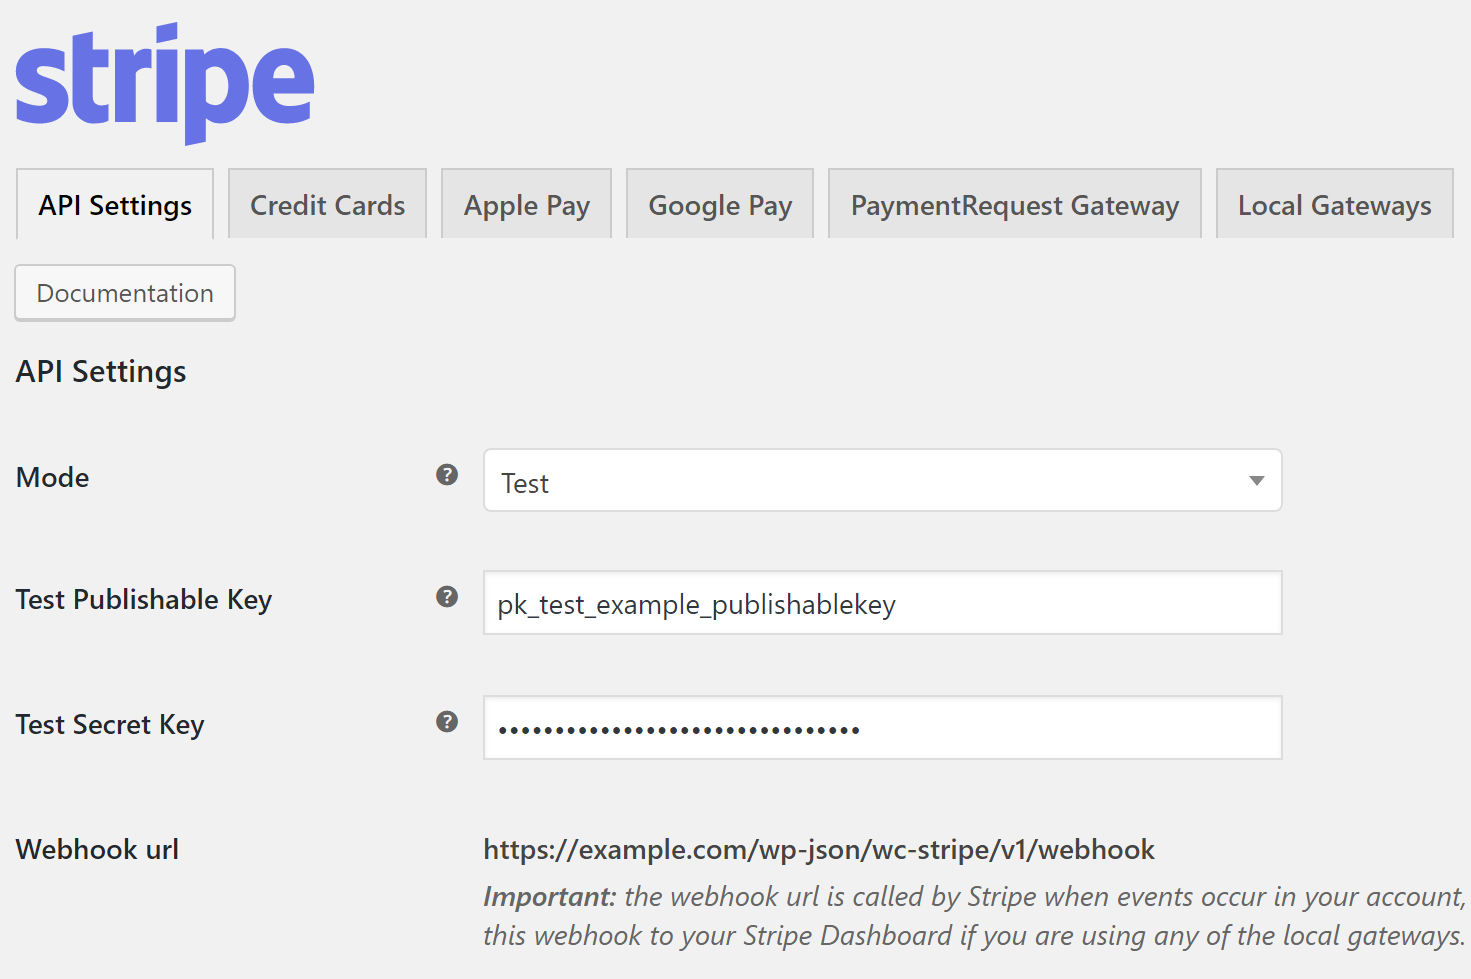 stripe
API Settings Credit Cards Apple Pay Google Pay PaymentRequest Gateway Local Gateways
Documentation
API Settings
Mode ? Test
Test Publishable Key ? pk_test_example_publishablekey
Test Secret Key ? ••••••••••••••••••••••••••••••••
Webhook url https://example.com/wp-json/wc-stripe/v1/webhook
Important: the webhook url is called by Stripe when events occur in your account,
this webhook to your Stripe Dashboard if you are using any of the local gateways.